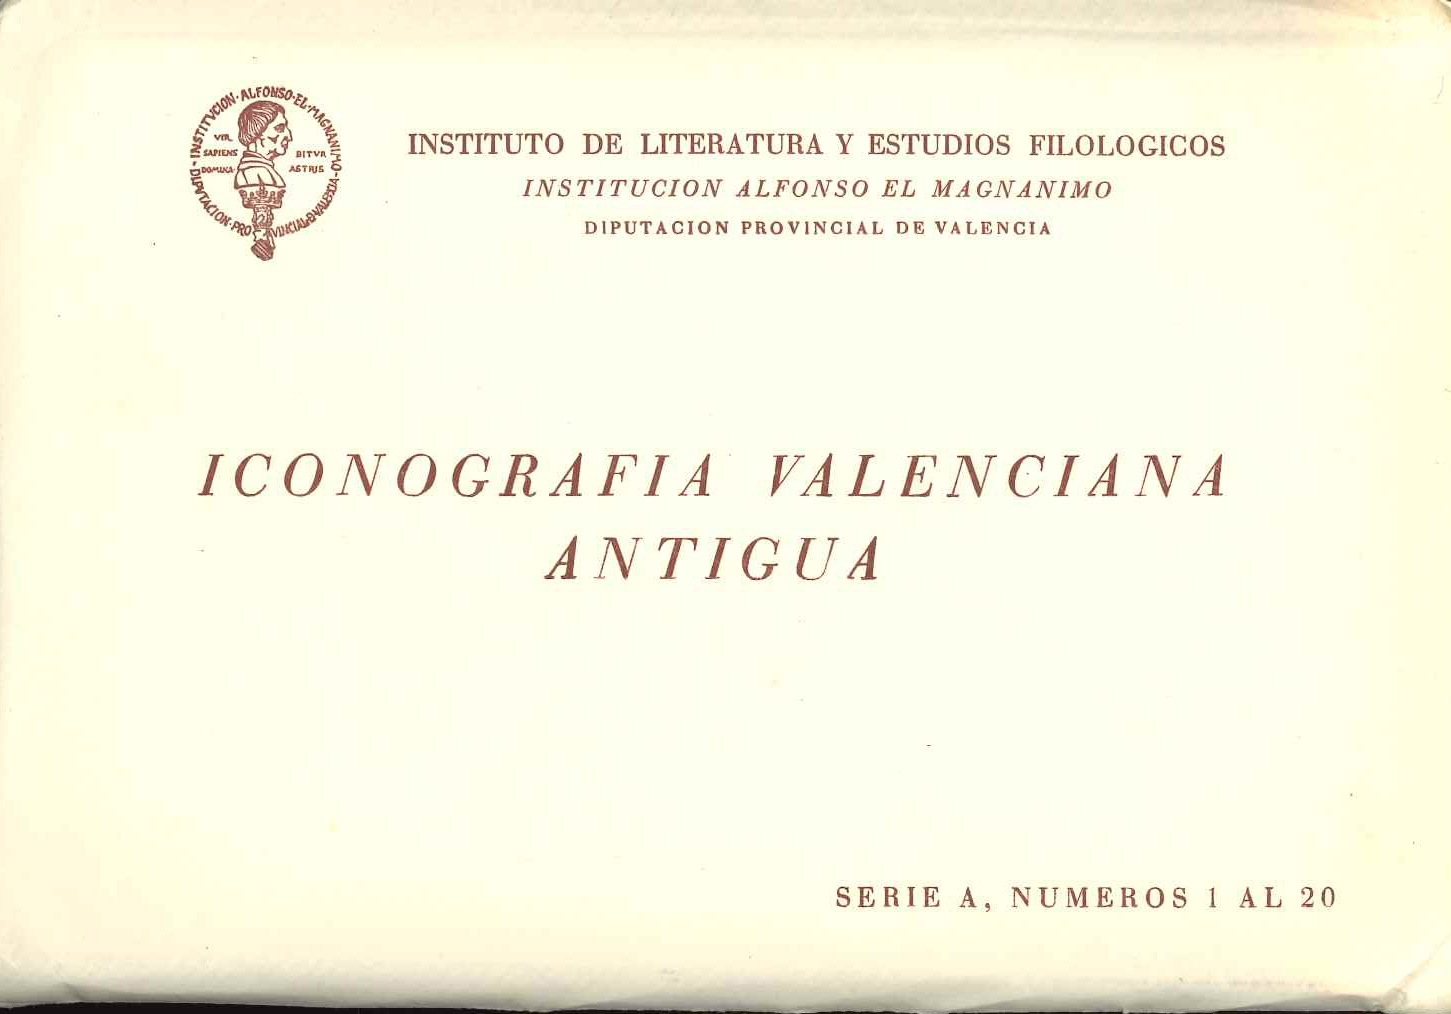 INSTITUCION · ALFONSO · EL · MAGNANIMO · DIPUTACION · PROVINCIAL VALENCIA
VIR
SAPIENS
DOMINA
BITVR
ASTRIS
INSTITUTO DE LITERATURA Y ESTUDIOS FILOLOGICOS
INSTITUCION ALFONSO EL MAGNANIMO
DIPUTACION PROVINCIAL DE VALENCIA
ICONOGRAFIA VALENCIANA
ANTIGUA
SERIE A, NUMEROS 1 AL 20